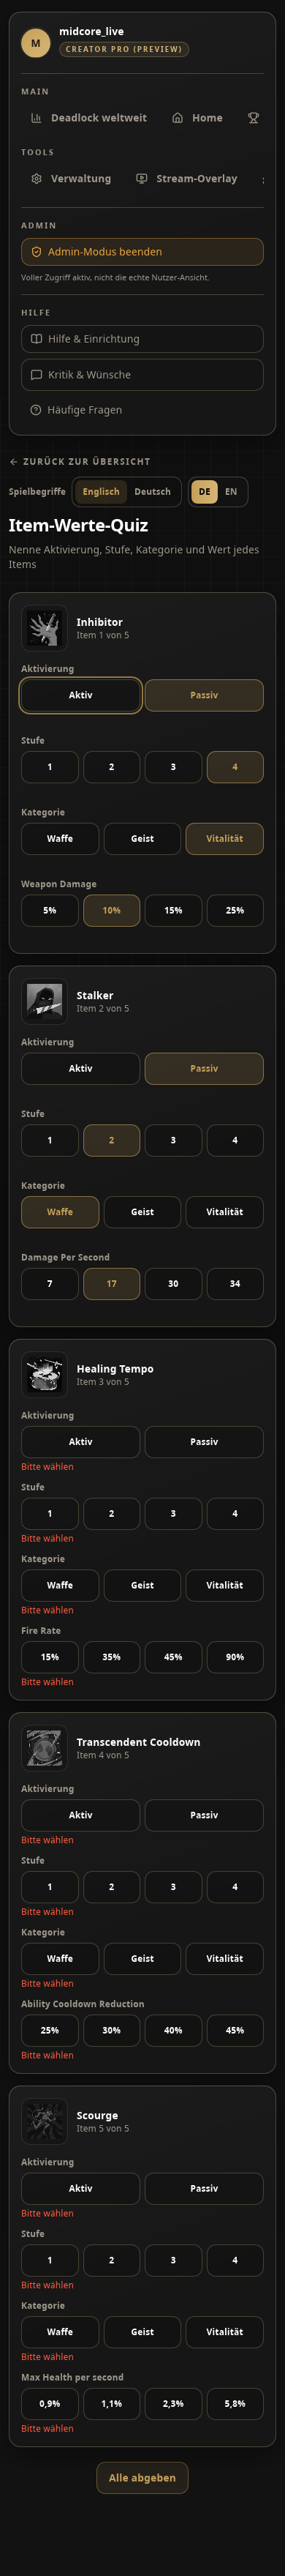 M
midcore_live
CREATOR PRO (PREVIEW)
MAIN
Deadlock weltweit Home
TOOLS
Verwaltung Stream-Overlay
ADMIN
Admin-Modus beenden
Voller Zugriff aktiv, nicht die echte Nutzer-Ansicht.
HILFE
Hilfe & Einrichtung
Kritik & Wünsche
Häufige Fragen
← ZURÜCK ZUR ÜBERSICHT
Spielbegriffe Englisch Deutsch DE EN
Item-Werte-Quiz
Nenne Aktivierung, Stufe, Kategorie und Wert jedes
Items
Inhibitor
Item 1 von 5
Aktivierung
Aktiv Passiv
Stufe
1 2 3 4
Kategorie
Waffe Geist Vitalität
Weapon Damage
5% 10% 15% 25%
Stalker
Item 2 von 5
Aktivierung
Aktiv Passiv
Stufe
1 2 3 4
Kategorie
Waffe Geist Vitalität
Damage Per Second
7 17 30 34
Healing Tempo
Item 3 von 5
Aktivierung
Aktiv Passiv
Bitte wählen
Stufe
1 2 3 4
Bitte wählen
Kategorie
Waffe Geist Vitalität
Bitte wählen
Fire Rate
15% 35% 45% 90%
Bitte wählen
Transcendent Cooldown
Item 4 von 5
Aktivierung
Aktiv Passiv
Bitte wählen
Stufe
1 2 3 4
Bitte wählen
Kategorie
Waffe Geist Vitalität
Bitte wählen
Ability Cooldown Reduction
25% 30% 40% 45%
Bitte wählen
Scourge
Item 5 von 5
Aktivierung
Aktiv Passiv
Bitte wählen
Stufe
1 2 3 4
Bitte wählen
Kategorie
Waffe Geist Vitalität
Bitte wählen
Max Health per second
0,9% 1,1% 2,3% 5,8%
Bitte wählen
Alle abgeben